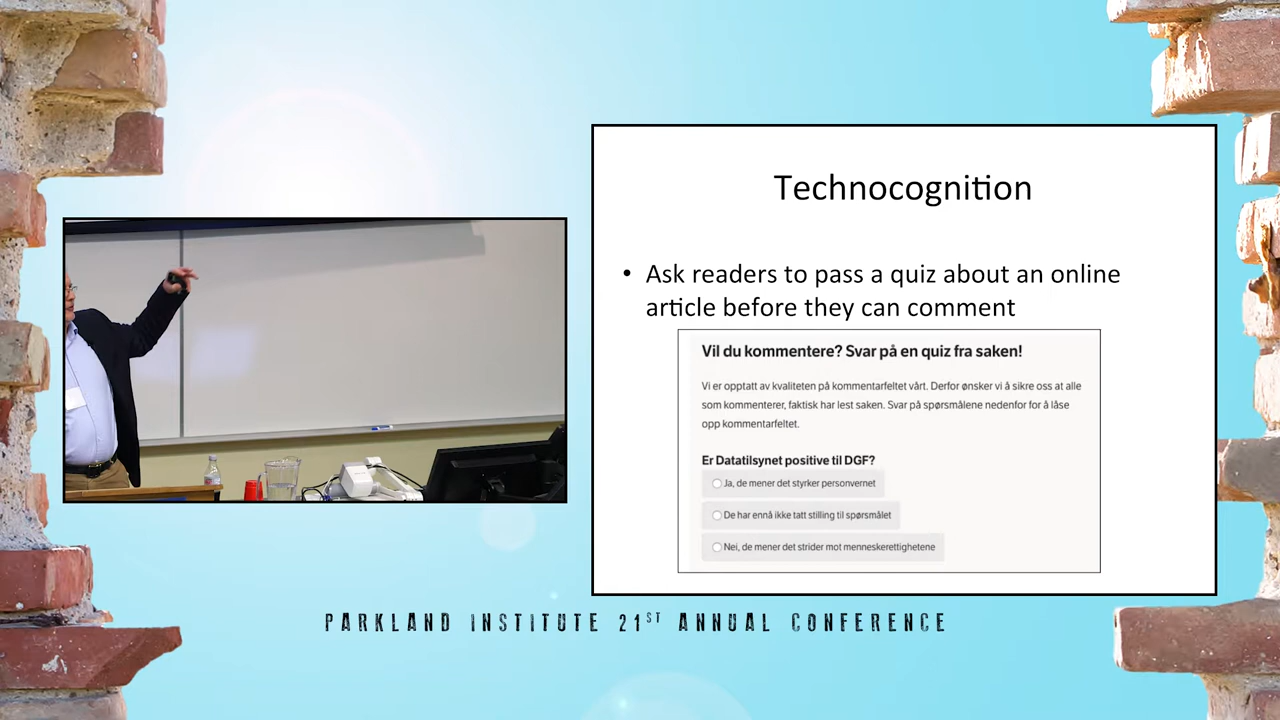 Technocognition
• Ask readers to pass a quiz about an online
article before they can comment
Vil du kommentere? Svar på en quiz fra saken!
Vi er opptatt av kvaliteten på kommentarfeltet vårt. Derfor ønsker vi å sikre oss at alle
som kommenterer, faktisk har lest saken. Svar på spørsmålene nedenfor for å låse
opp kommentarfeltet.
Er Datatilsynet positive til DGF?
Ja, de mener det styrker personvernet
De har ennå ikke tatt stilling til spørsmålet
Nei, de mener det strider mot menneskerettighetene
PARKLAND INSTITUTE 21ST ANNUAL CONFERENCE